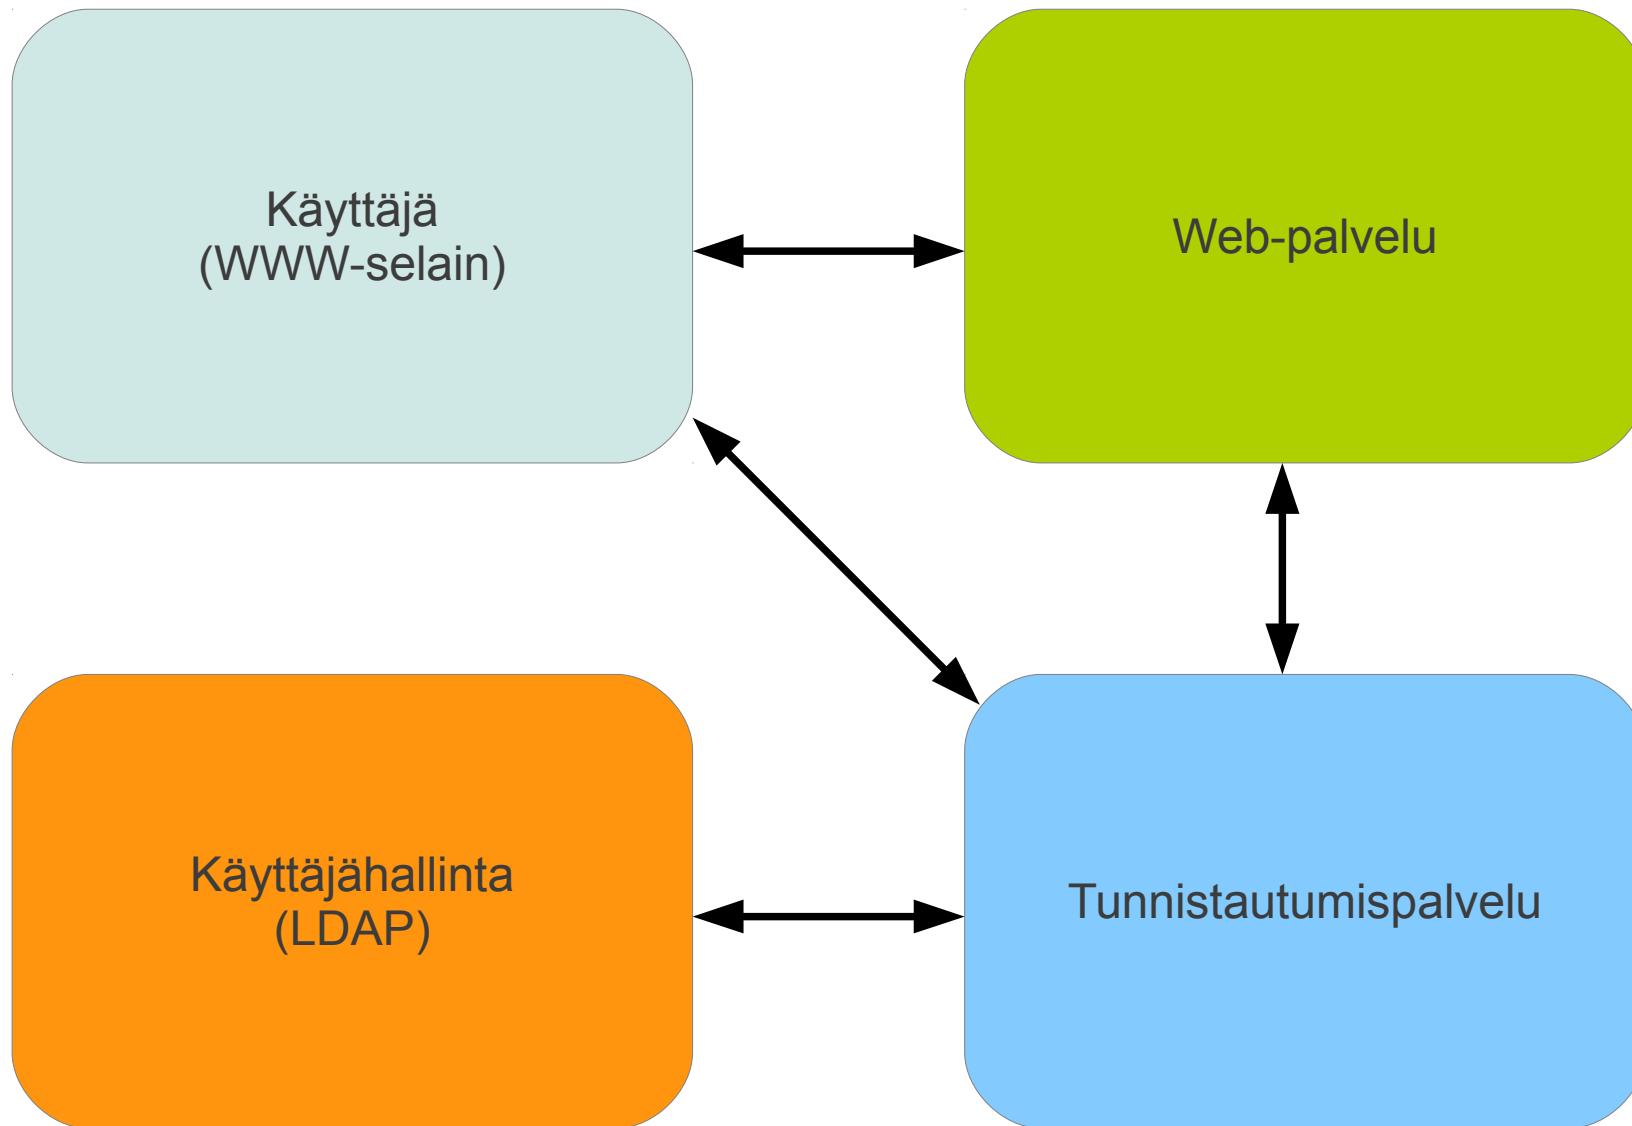 Käyttäjä
(WWW-selain)
Web-palvelu
Käyttäjähallinta
(LDAP)
Tunnistautumispalvelu